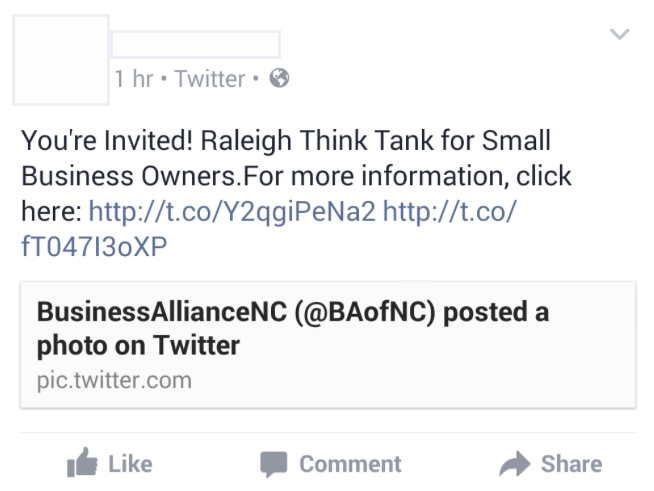 1 hr • Twitter •
You're Invited! Raleigh Think Tank for Small
Business Owners.For more information, click
here: http://t.co/Y2qgiPeNa2 http://t.co/
fT047I3oXP
BusinessAllianceNC (@BAofNC) posted a
photo on Twitter
pic.twitter.com
Like Comment Share